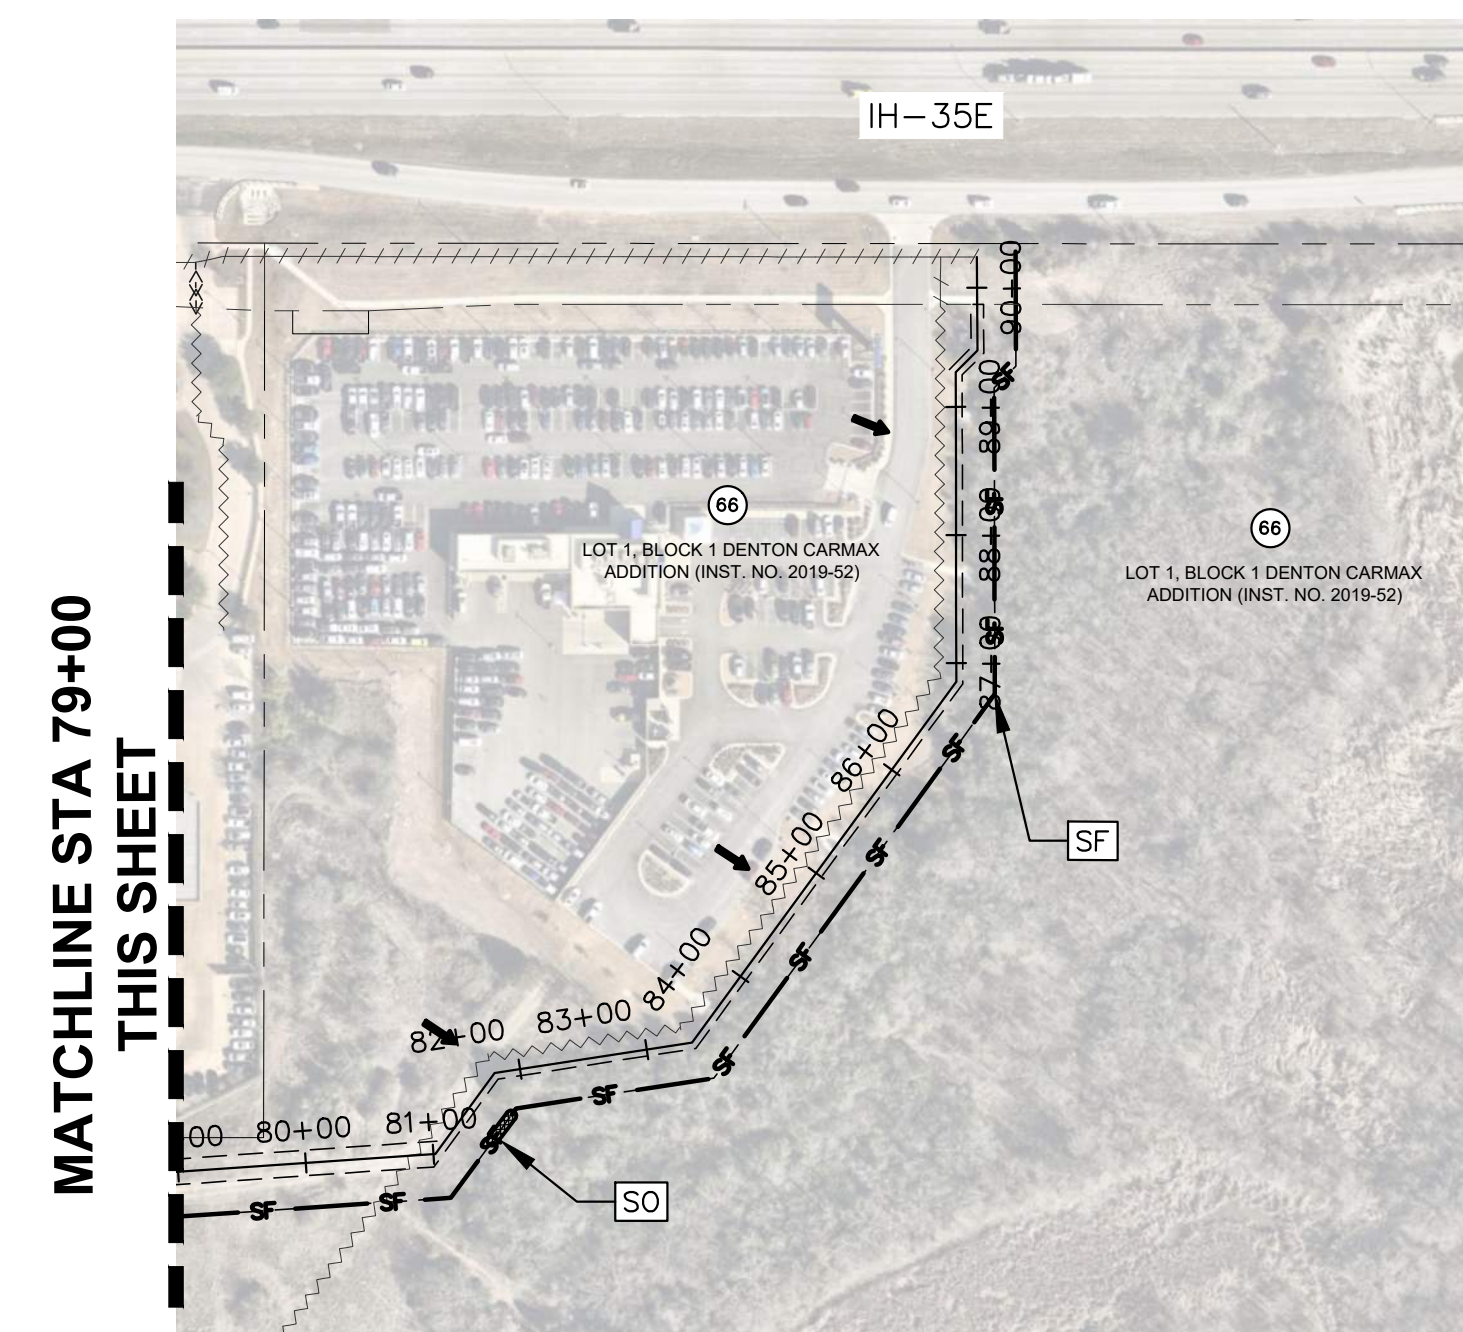 IH-35E
90+00
SF
89+00
66
LOT 1, BLOCK 1 DENTON CARMAX
ADDITION (INST. NO. 2019-52)
SF
88+00
66
LOT 1, BLOCK 1 DENTON CARMAX
ADDITION (INST. NO. 2019-52)
SF
87+00
MATCHLINE STA 79+00
THIS SHEET
86+00
SF
SF
85+00
SF
84+00
SF
83+00
82+00
SF
SF
81+00
80+00
00
SF
SO
SF
SF